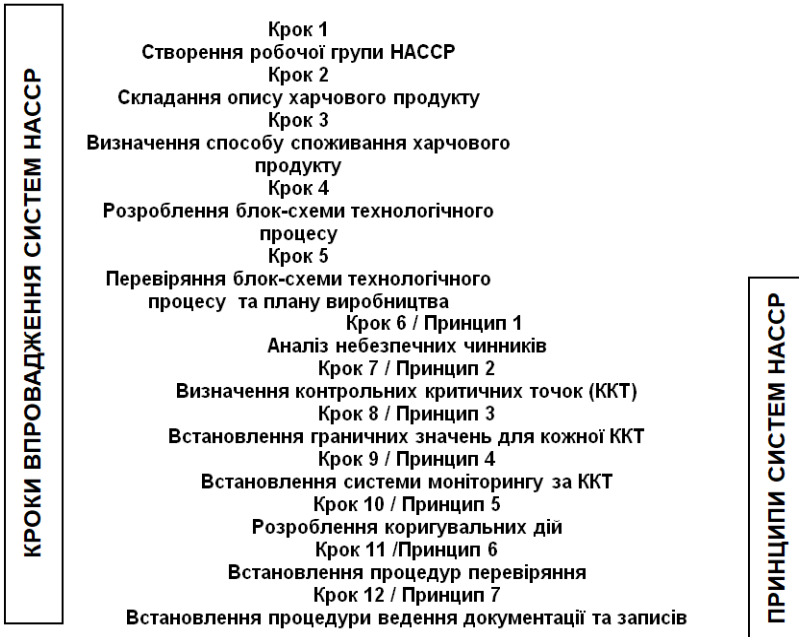 КРОКИ ВПРОВАДЖЕННЯ СИСТЕМ НАССР
Крок 1
Створення робочої групи НАССР
Крок 2
Складання опису харчового продукту
Крок 3
Визначення способу споживання харчового
продукту
Крок 4
Розроблення блок-схеми технологічного
процесу
Крок 5
Перевіряння блок-схеми технологічного
процесу та плану виробництва
Крок 6 / Принцип 1
Аналіз небезпечних чинників
Крок 7 / Принцип 2
Визначення контрольних критичних точок (ККТ)
Крок 8 / Принцип 3
Встановлення граничних значень для кожної ККТ
Крок 9 / Принцип 4
Встановлення системи моніторингу за ККТ
Крок 10 / Принцип 5
Розроблення коригувальних дій
Крок 11 /Принцип 6
Встановлення процедур перевіряння
Крок 12 / Принцип 7
Встановлення процедури ведення документації та записів
ПРИНЦИПИ СИСТЕМ НАССР